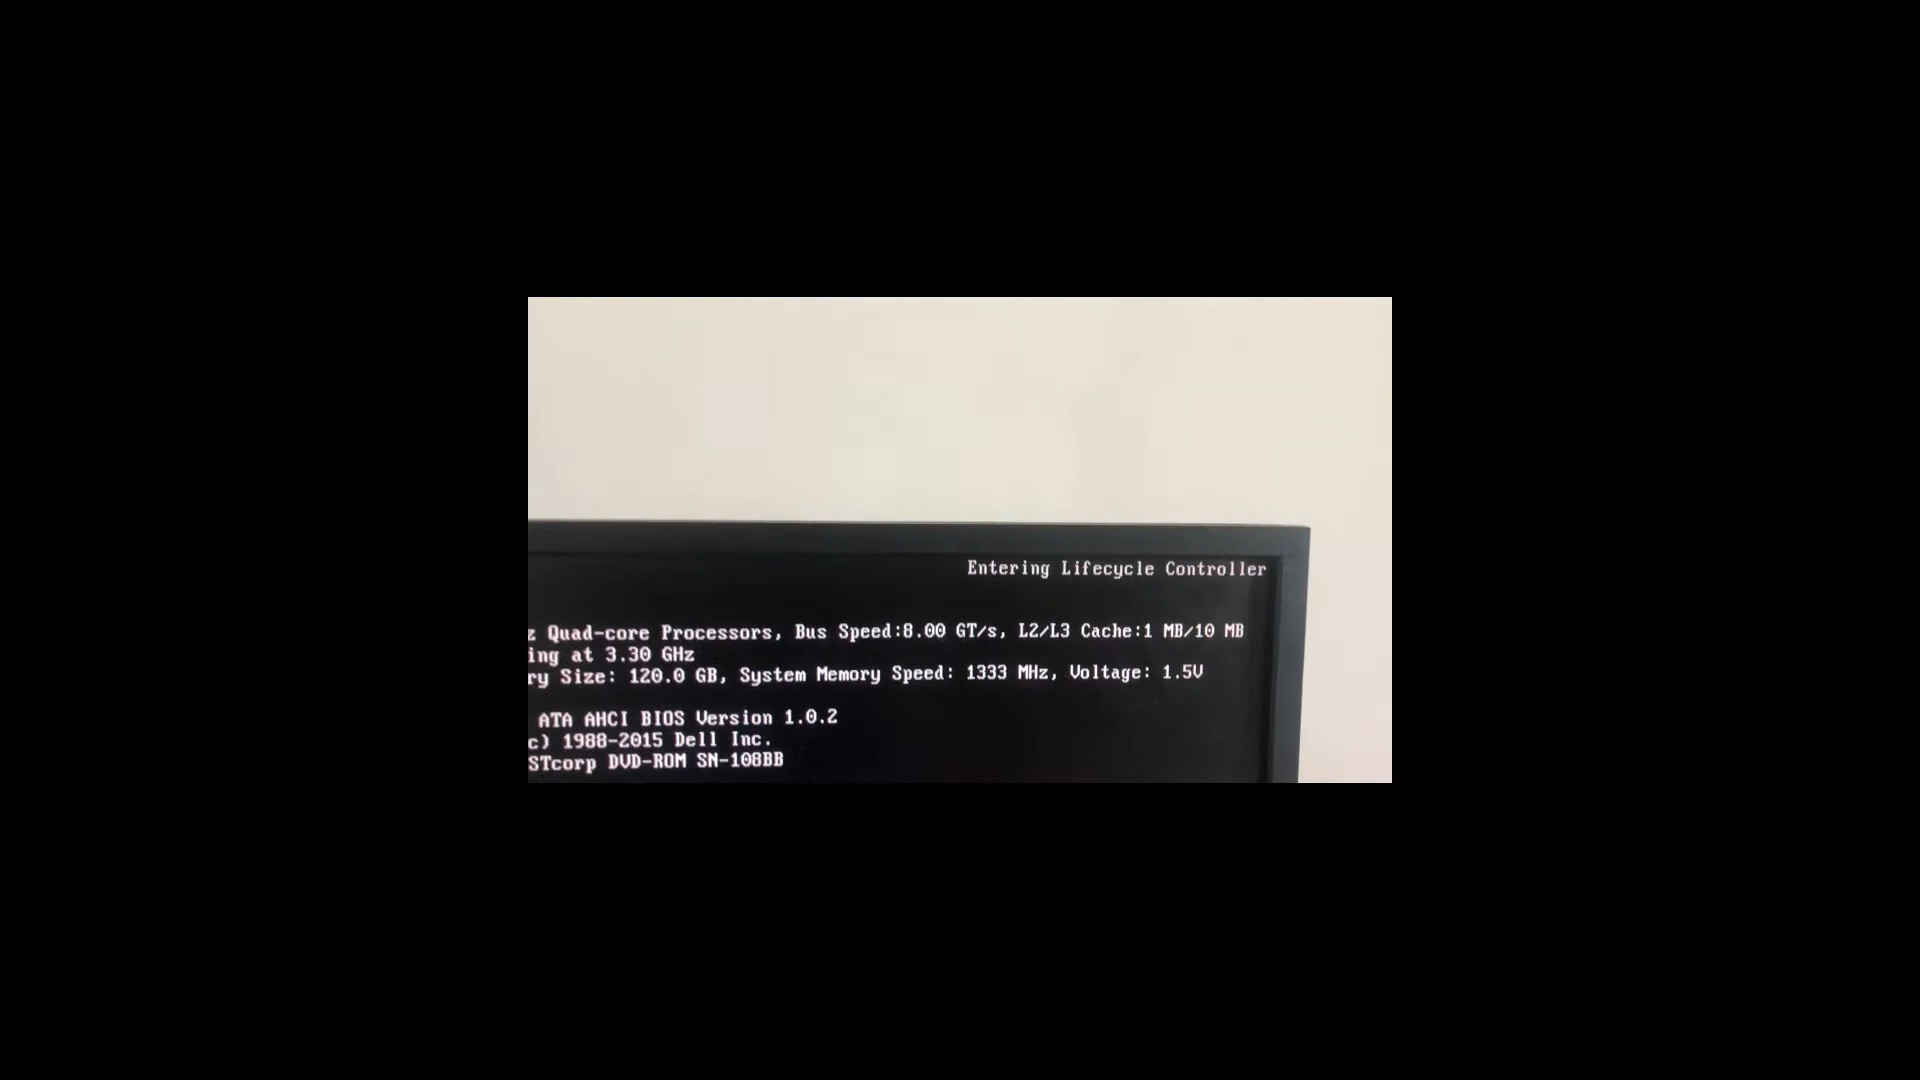 Entering Lifecycle Controller
z Quad-core Processors, Bus Speed:8.00 GT/s, L2/L3 Cache:1 MB/10 MB
ing at 3.30 GHz
ry Size: 120.0 GB, System Memory Speed: 1333 MHz, Voltage: 1.5V
ATA AHCI BIOS Version 1.0.2
c) 1988-2015 Dell Inc.
STcorp DVD-ROM SN-108BB